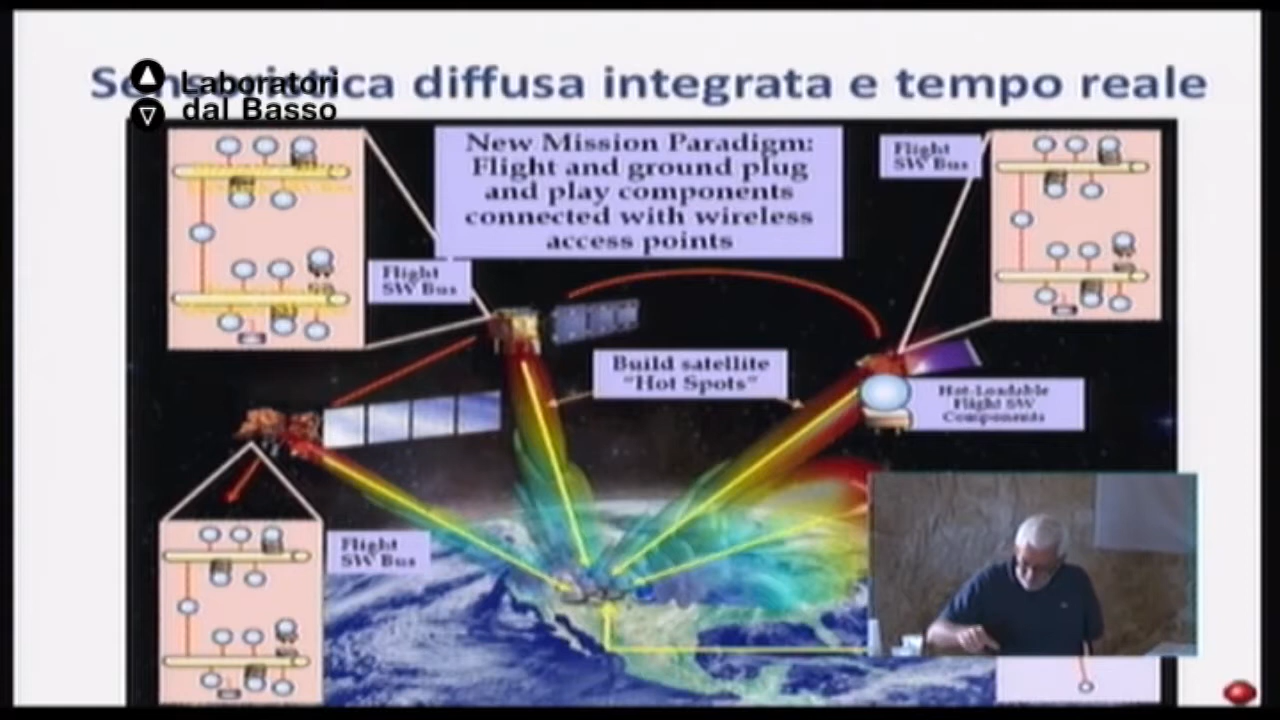 diffusa integrata e tempo reale
Laboratori
dal Basso
New Mission Paradigm:
Flight and ground plug
and play components
connected with wireless
access points
Flight
SW Bus
Flight
SW Bus
Build satellite
"Hot Spots"
Hot-Loadable
Flight SW
Components
Flight
SW Bus